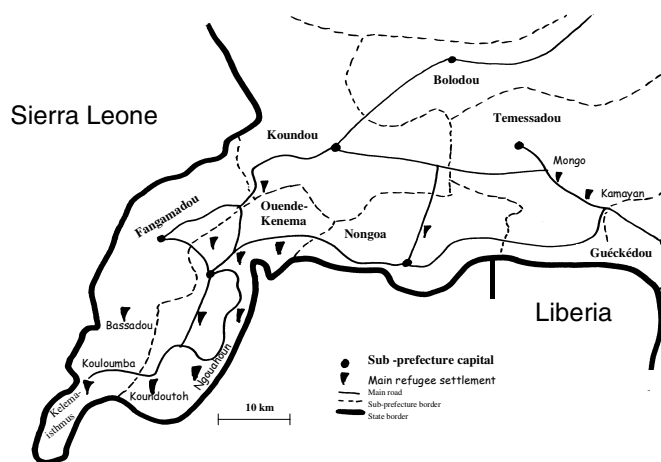 Bolodou
Sierra Leone
Temessadou
Koundou
Mongo
Kamayan
Fangamadou
Ouende-
Kenema
Nongoa
Guéckédou
Liberia
Bassadou
Kouloumba
Ngouahoun
Koundoutoh
Kelema-
isthmus
10 km
Sub -prefecture capital
Main refugee settlement
Main road
Sub-prefecture border
State border